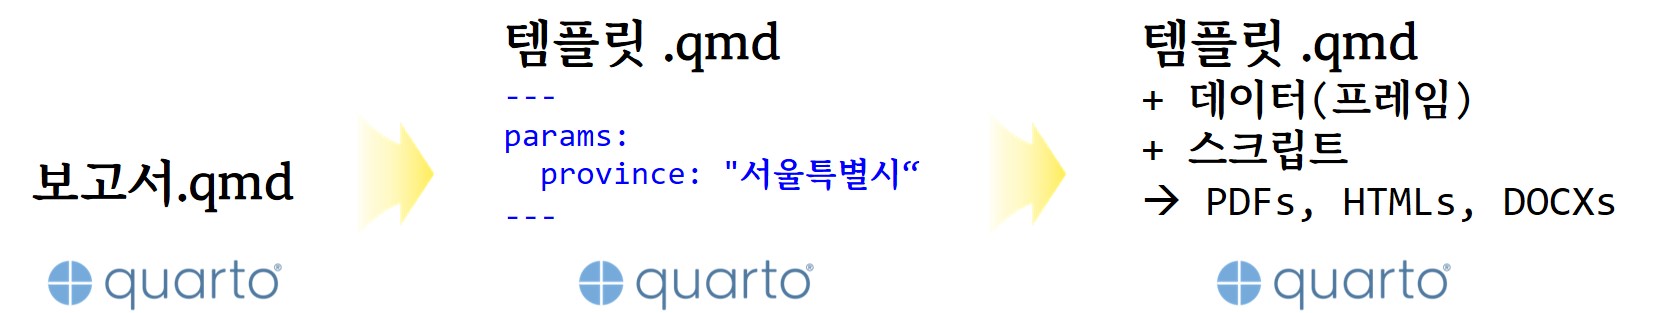 보고서.qmd
quarto®
템플릿 .qmd
---
params:
  province: "서울특별시“
---
quarto®
템플릿 .qmd
+ 데이터(프레임)
+ 스크립트
→ PDFs, HTMLs, DOCXs
quarto®